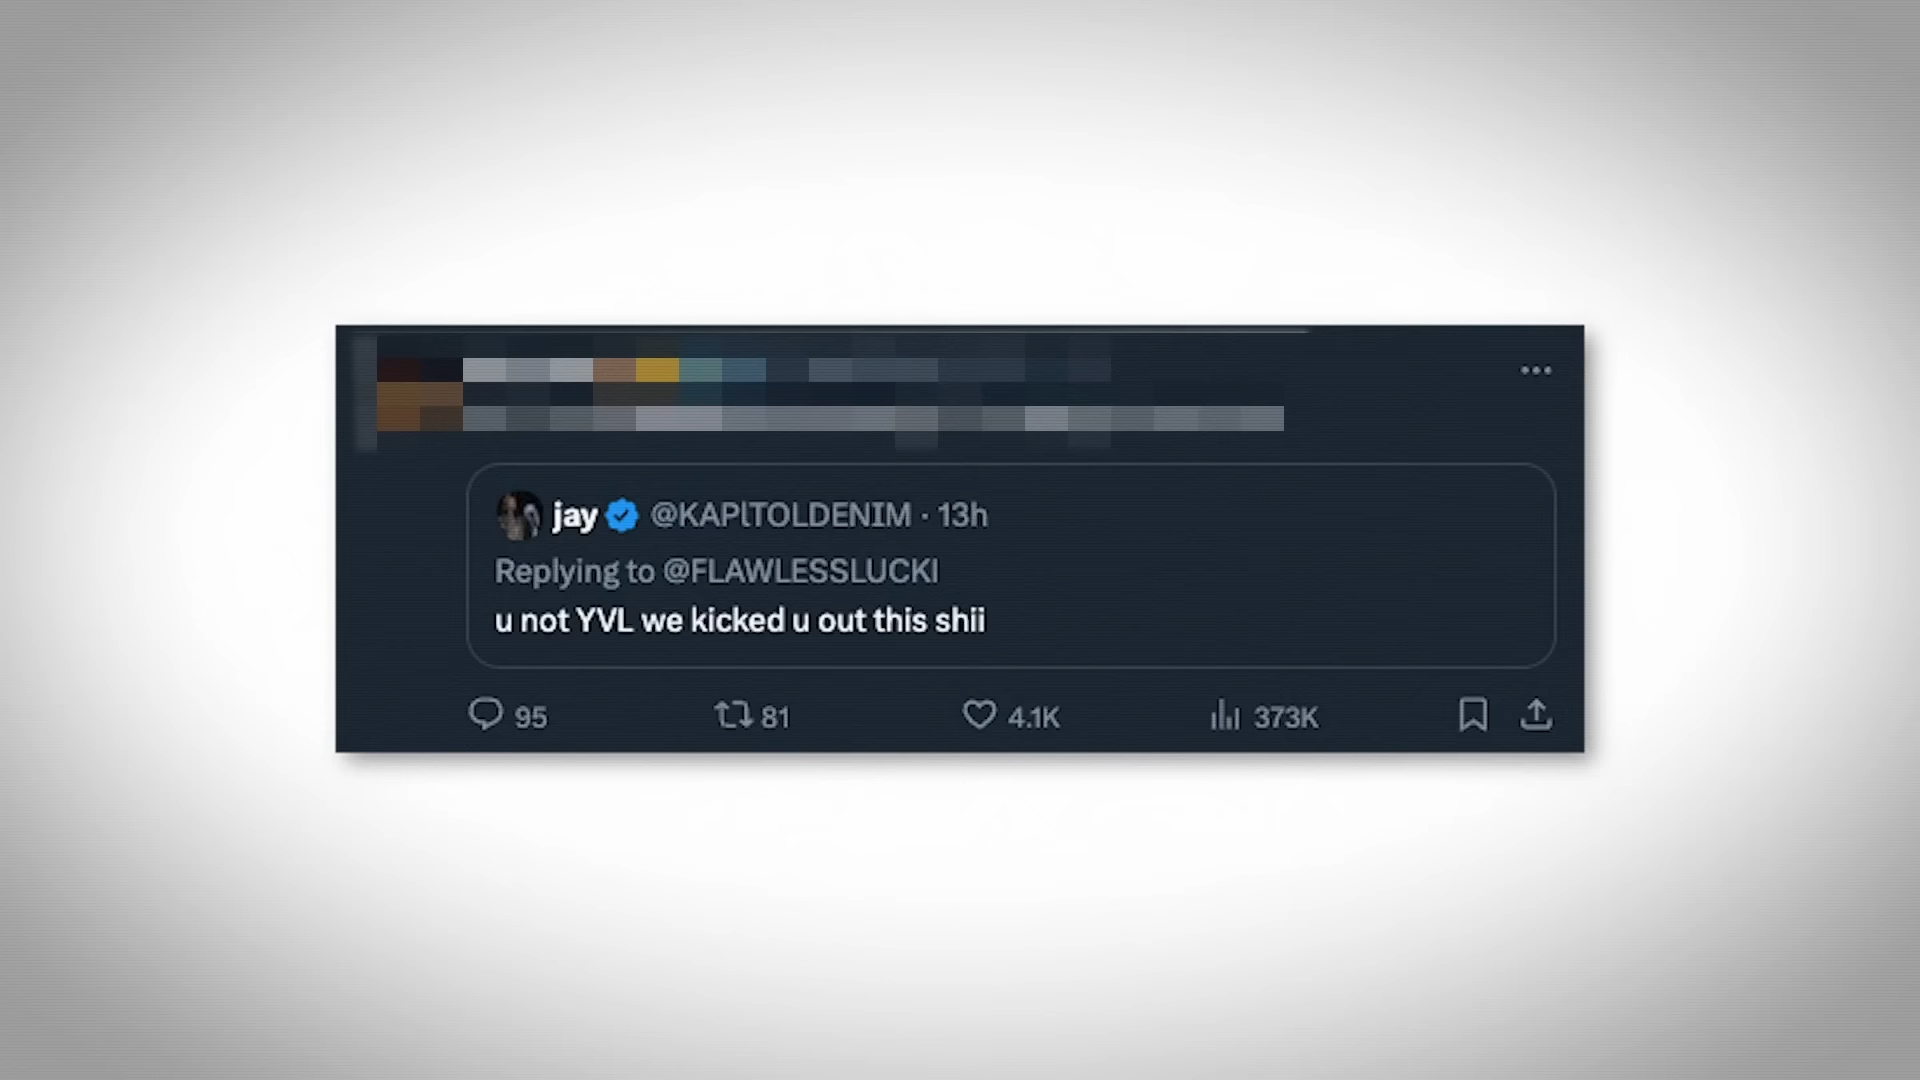 jay @KAPlTOLDENIM · 13h
Replying to @FLAWLESSLUCKI
u not YVL we kicked u out this shii
95 81 4.1K 373K